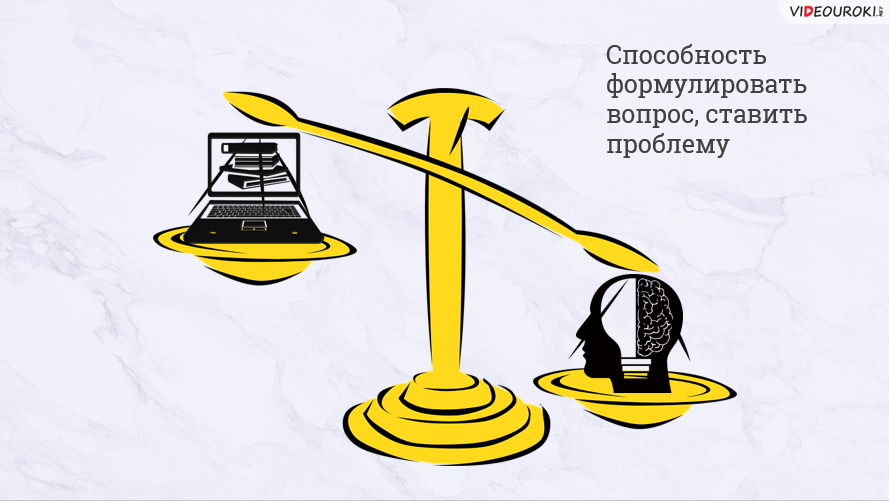 VIDEOUROKI.NET
Способность
формулировать
вопрос, ставить
проблему